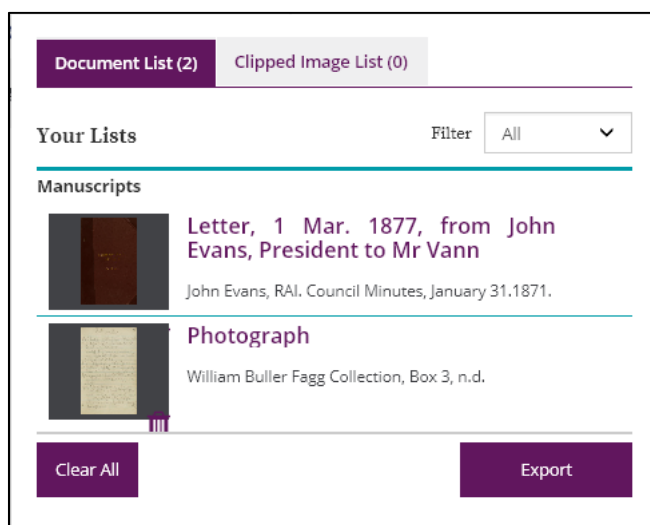 Document List (2)
Clipped Image List (0)
Your Lists
Filter
All
Manuscripts
Letter, 1 Mar. 1877, from John
Evans, President to Mr Vann
John Evans, RAI. Council Minutes, January 31.1871.
Photograph
William Buller Fagg Collection, Box 3, n.d.
Clear All
Export